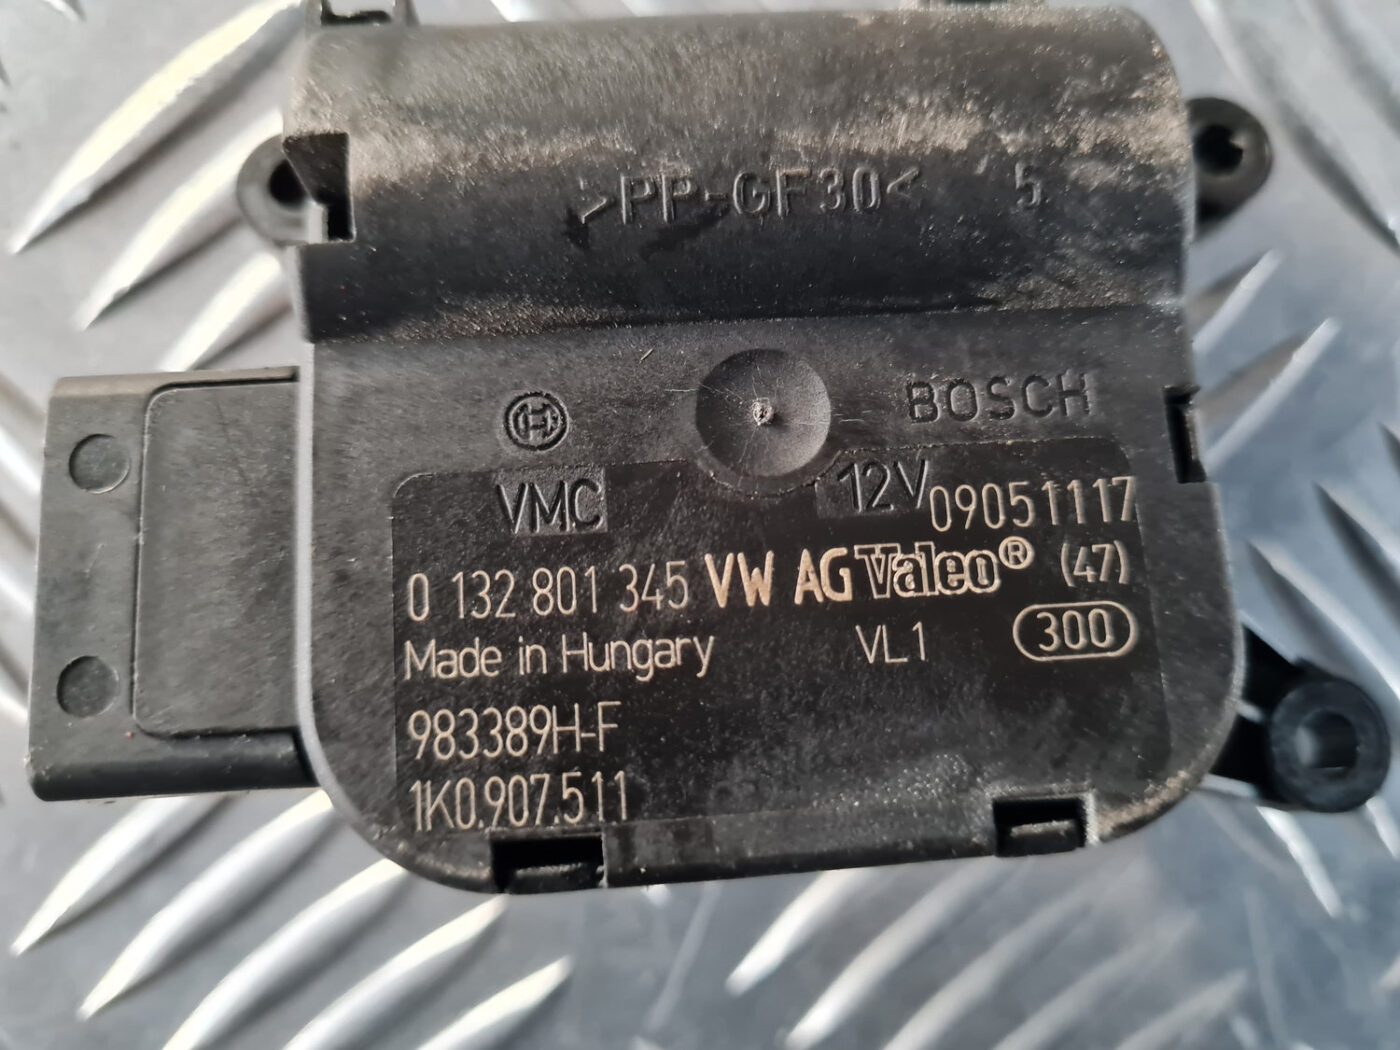 >PP-GF30< 5
BOSCH
VMC 12V
09051117
0 132 801 345 VW AG Valeo® (47)
Made in Hungary VL1 300
983389H-F
1K0.907.511